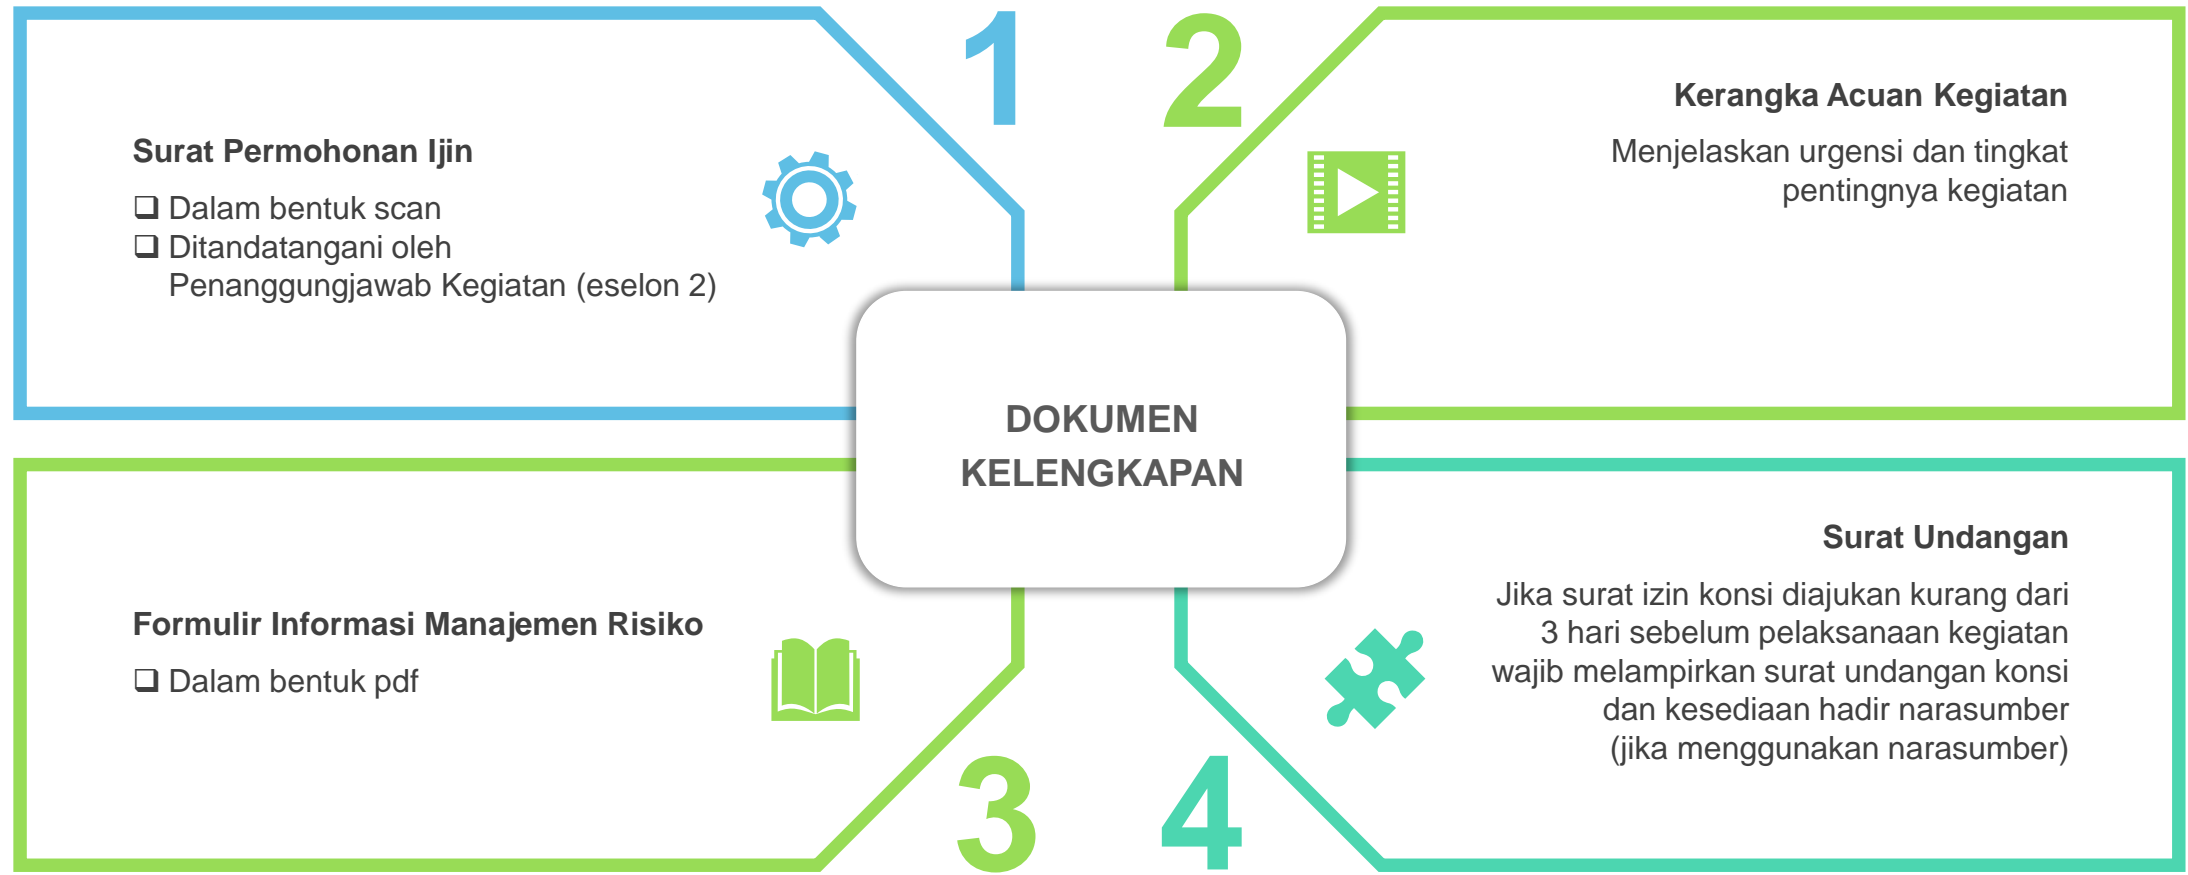 1
Surat Permohonan Ijin
❑ Dalam bentuk scan
❑ Ditandatangani oleh
Penanggungjawab Kegiatan (eselon 2)
2
Kerangka Acuan Kegiatan
Menjelaskan urgensi dan tingkat
pentingnya kegiatan
DOKUMEN
KELENGKAPAN
Formulir Informasi Manajemen Risiko
❑ Dalam bentuk pdf
3
Surat Undangan
Jika surat izin konsi diajukan kurang dari
3 hari sebelum pelaksanaan kegiatan
wajib melampirkan surat undangan konsi
dan kesediaan hadir narasumber
(jika menggunakan narasumber)
4